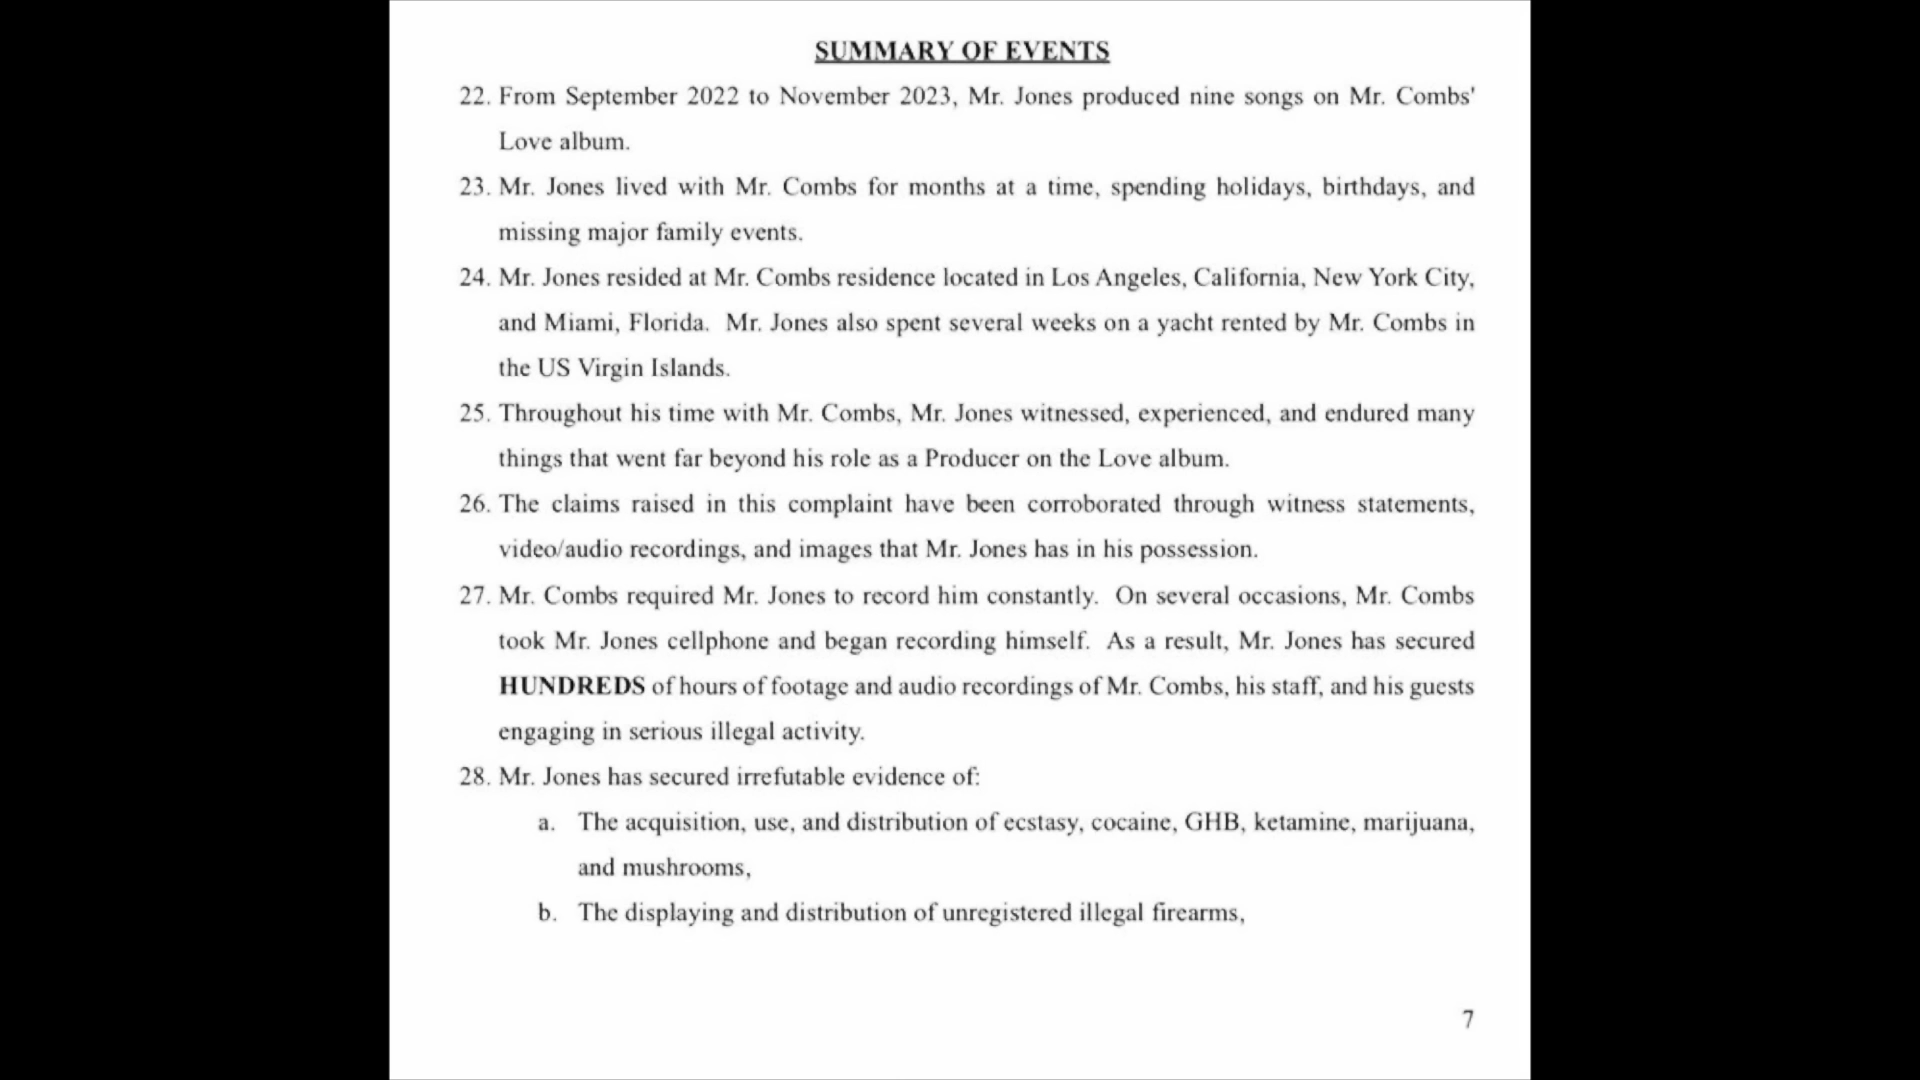 SUMMARY OF EVENTS
22. From September 2022 to November 2023, Mr. Jones produced nine songs on Mr. Combs'
Love album.
23. Mr. Jones lived with Mr. Combs for months at a time, spending holidays, birthdays, and
missing major family events.
24. Mr. Jones resided at Mr. Combs residence located in Los Angeles, California, New York City,
and Miami, Florida. Mr. Jones also spent several weeks on a yacht rented by Mr. Combs in
the US Virgin Islands.
25. Throughout his time with Mr. Combs, Mr. Jones witnessed, experienced, and endured many
things that went far beyond his role as a Producer on the Love album.
26. The claims raised in this complaint have been corroborated through witness statements,
video/audio recordings, and images that Mr. Jones has in his possession.
27. Mr. Combs required Mr. Jones to record him constantly. On several occasions, Mr. Combs
took Mr. Jones cellphone and began recording himself. As a result, Mr. Jones has secured
HUNDREDS of hours of footage and audio recordings of Mr. Combs, his staff, and his guests
engaging in serious illegal activity.
28. Mr. Jones has secured irrefutable evidence of:
a. The acquisition, use, and distribution of ecstasy, cocaine, GHB, ketamine, marijuana,
and mushrooms,
b. The displaying and distribution of unregistered illegal firearms,
7